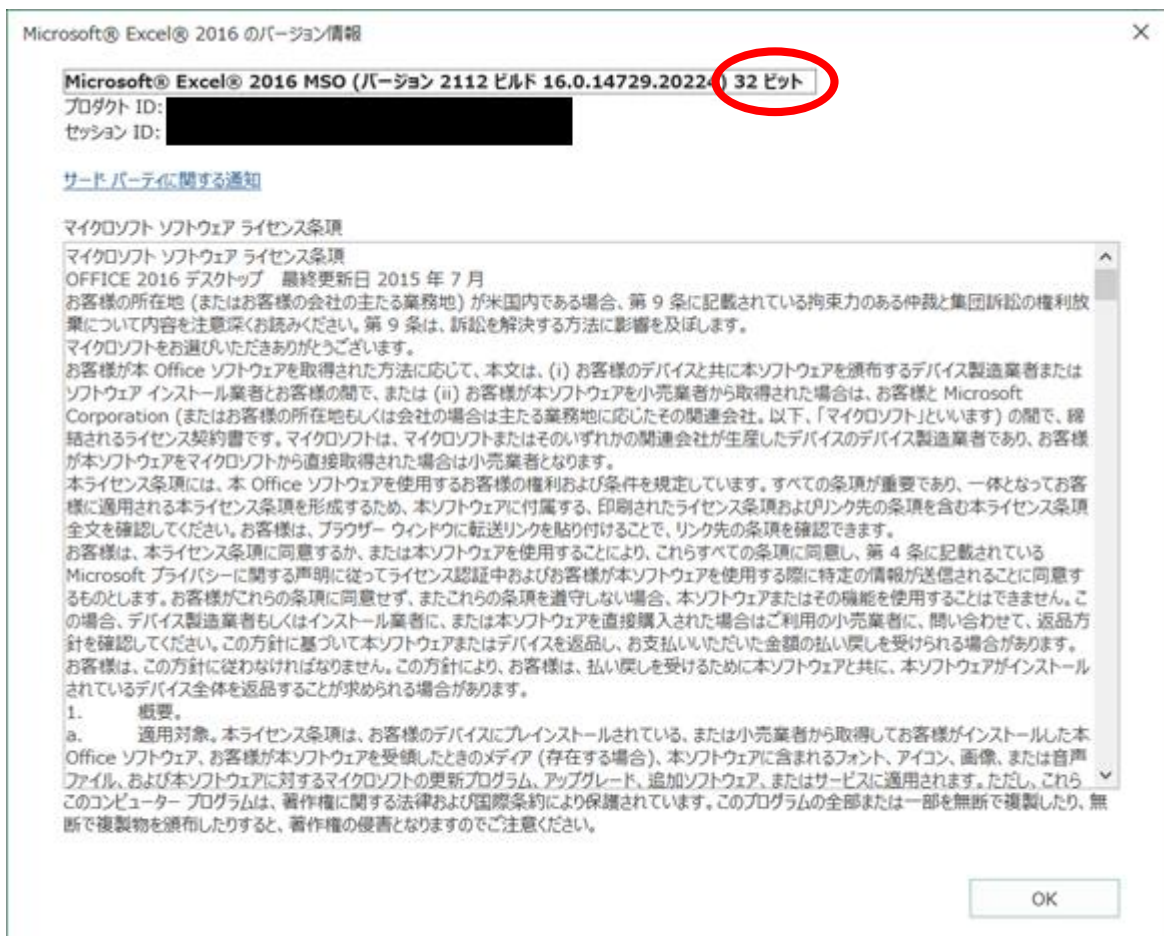 Microsoft® Excel® 2016 のバージョン情報
Microsoft® Excel® 2016 MSO (バージョン 2112 ビルド 16.0.14729.20224) 32 ビット
プロダクト ID:
セッション ID:
サード パーティに関する通知
マイクロソフト ソフトウェア ライセンス条項
マイクロソフト ソフトウェア ライセンス条項
OFFICE 2016 デスクトップ　最終更新日 2015 年 7 月
お客様の所在地 (またはお客様の会社の主たる業務地) が米国内である場合、第 9 条に記載されている拘束力のある仲裁と集団訴訟の権利放
棄について内容を注意深くお読みください。第 9 条は、訴訟を解決する方法に影響を及ぼします。
マイクロソフトをお選びいただきありがとうございます。
お客様が本 Office ソフトウェアを取得された方法に応じて、本文は、(i) お客様のデバイスと共に本ソフトウェアを頒布するデバイス製造業者または
ソフトウェア インストール業者とお客様の間で、または (ii) お客様が本ソフトウェアを小売業者から取得された場合は、お客様と Microsoft
Corporation (またはお客様の所在地もしくは会社の場合は主たる業務地に応じたその関連会社。以下、「マイクロソフト」といいます) の間で、締
結されるライセンス契約書です。マイクロソフトは、マイクロソフトまたはそのいずれかの関連会社が生産したデバイスのデバイス製造業者であり、お客様
が本ソフトウェアをマイクロソフトから直接取得された場合は小売業者となります。
本ライセンス条項には、本 Office ソフトウェアを使用するお客様の権利および条件を規定しています。すべての条項が重要であり、一体となってお客
様に適用される本ライセンス条項を形成するため、本ソフトウェアに付属する、印刷されたライセンス条項およびリンク先の条項を含む本ライセンス条項
全文を確認してください。お客様は、ブラウザー ウィンドウに転送リンクを貼り付けることで、リンク先の条項を確認できます。
お客様は、本ライセンス条項に同意するか、または本ソフトウェアを使用することにより、これらすべての条項に同意し、第 4 条に記載されている
Microsoft プライバシーに関する声明に従ってライセンス認証中およびお客様が本ソフトウェアを使用する際に特定の情報が送信されることに同意す
るものとします。お客様がこれらの条項に同意せず、またこれらの条項を遵守しない場合、本ソフトウェアまたはその機能を使用することはできません。こ
の場合、デバイス製造業者もしくはインストール業者に、または本ソフトウェアを直接購入された場合はご利用の小売業者に、問い合わせて、返品方
針を確認してください。この方針に基づいて本ソフトウェアまたはデバイスを返品し、お支払いいただいた金額の払い戻しを受けられる場合があります。
お客様は、この方針に従わなければなりません。この方針により、お客様は、払い戻しを受けるために本ソフトウェアと共に、本ソフトウェアがインストール
されているデバイス全体を返品することが求められる場合があります。
1.　概要。
a.　適用対象。本ライセンス条項は、お客様のデバイスにプレインストールされている、または小売業者から取得してお客様がインストールした本
Office ソフトウェア、お客様が本ソフトウェアを受領したときのメディア (存在する場合)、本ソフトウェアに含まれるフォント、アイコン、画像、または音声
ファイル、および本ソフトウェアに対するマイクロソフトの更新プログラム、アップグレード、追加ソフトウェア、またはサービスに適用されます。ただし、これら
このコンピューター プログラムは、著作権に関する法律および国際条約により保護されています。このプログラムの全部または一部を無断で複製したり、無
断で複製物を頒布したりすると、著作権の侵害となりますのでご注意ください。
OK